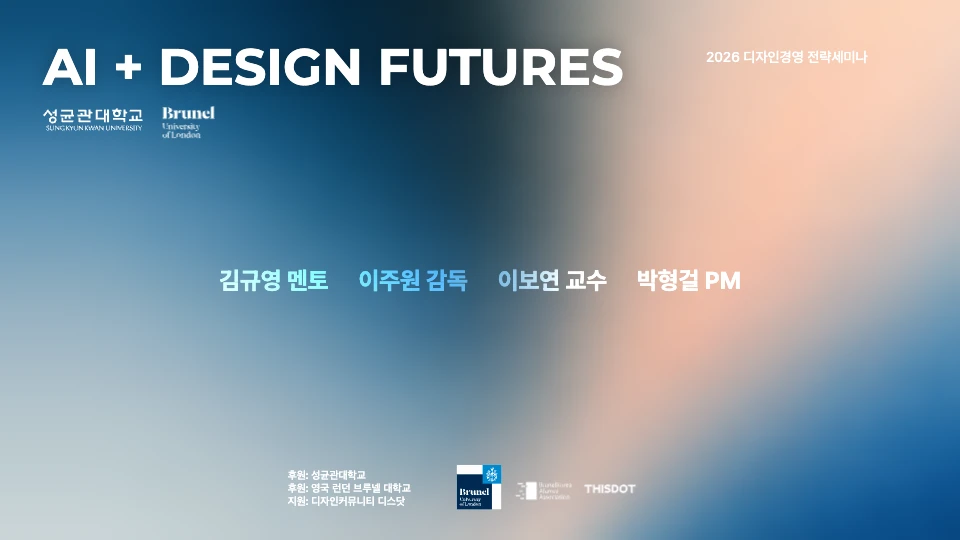 AI + DESIGN FUTURES
2026 디자인경영 전략세미나
성균관대학교
SUNGKYUNKWAN UNIVERSITY
Brunel
University
of London
김규영 멘토 이주원 감독 이보연 교수 박형걸 PM
후원: 성균관대학교
후원: 영국 런던 브루넬 대학교
지원: 디자인커뮤니티 디스닷
Brunel
University
of London
THISDOT